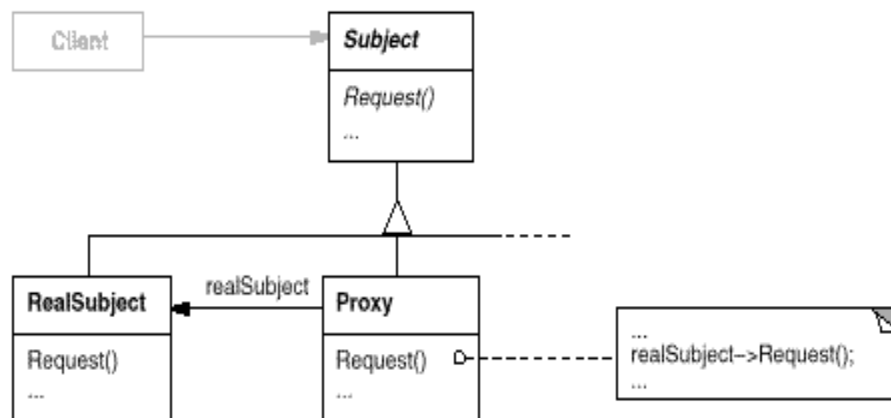 Client
Subject
Request()
...
realSubject
RealSubject
Proxy
Request()
...
Request()
...
...
realSubject−>Request();
...